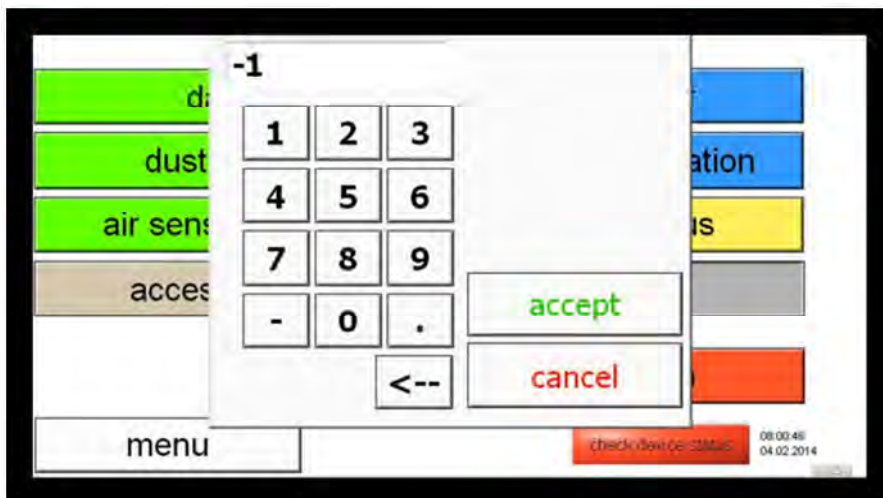 -1
da
1 2 3
dust
ation
4 5 6
air sens
us
7 8 9
acces
accept
- 0 .
<-- cancel
menu
check device status
08:00:46
04.02.2014